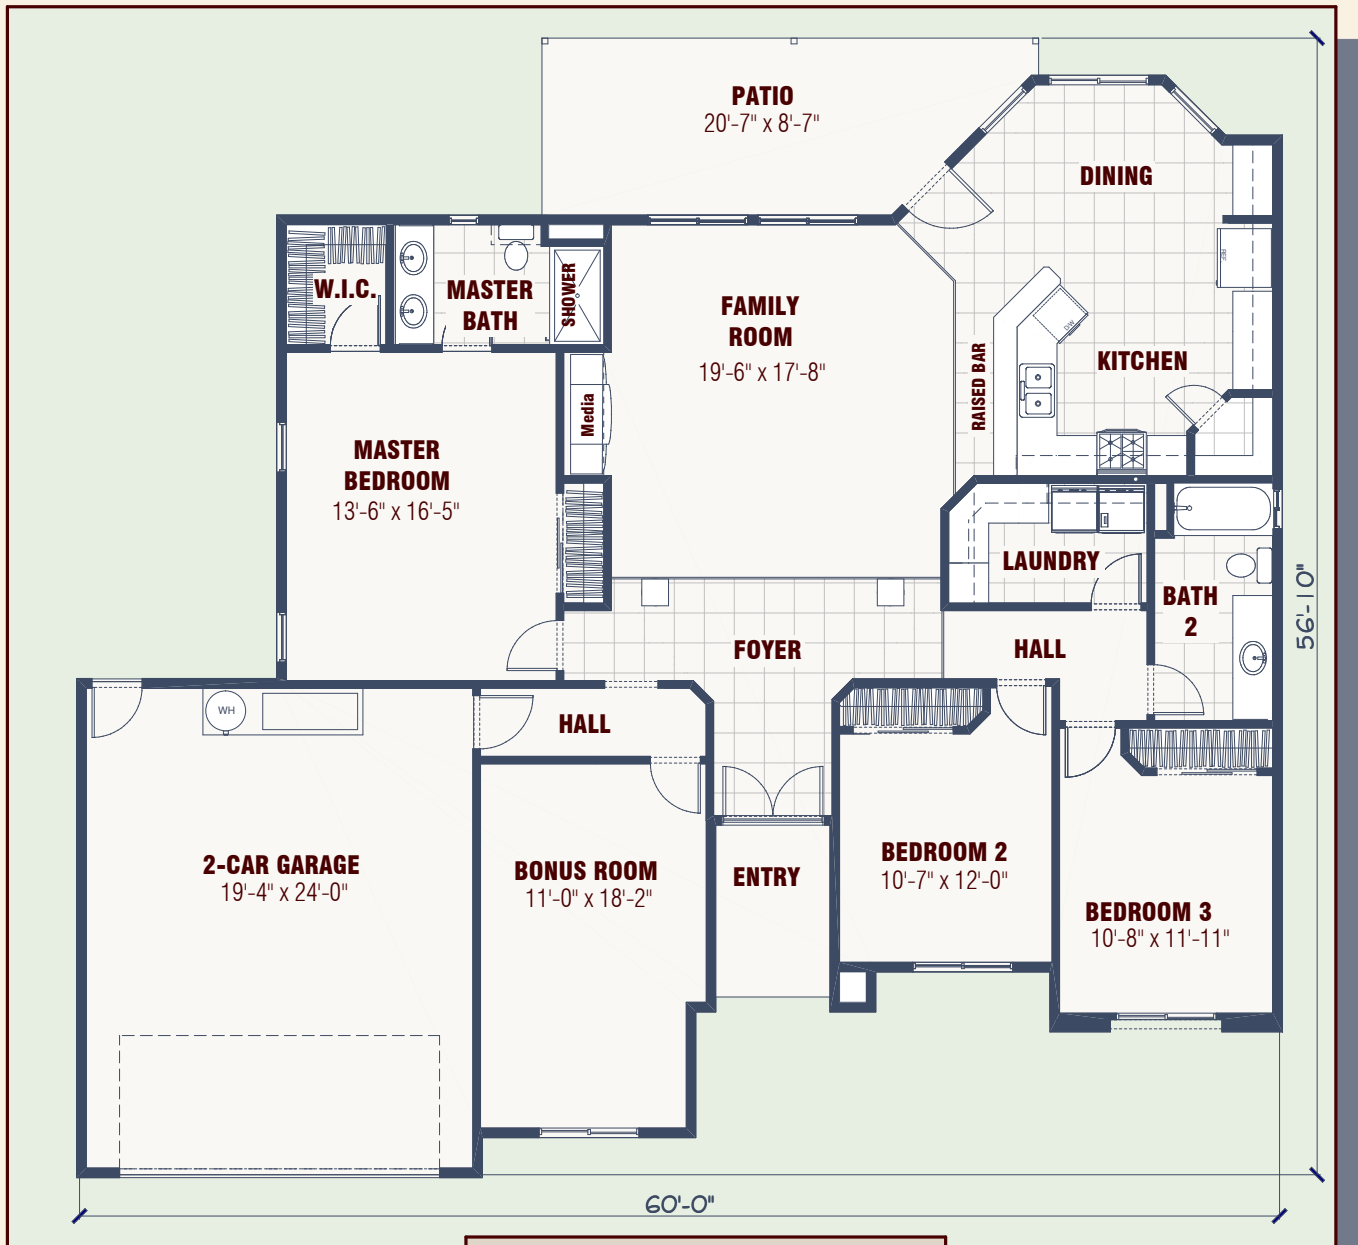 PATIO
20'-7" x 8'-7"
DINING
REF
W.I.C.
MASTER
BATH
SHOWER
FAMILY
ROOM
19'-6" x 17'-8"
DW
RAISED BAR
KITCHEN
Media
MASTER
BEDROOM
13'-6" x 16'-5"
LAUNDRY
BATH
2
56'-10"
FOYER
HALL
WH
HALL
2-CAR GARAGE
19'-4" x 24'-0"
BONUS ROOM
11'-0" x 18'-2"
ENTRY
BEDROOM 2
10'-7" x 12'-0"
BEDROOM 3
10'-8" x 11'-11"
60'-0"